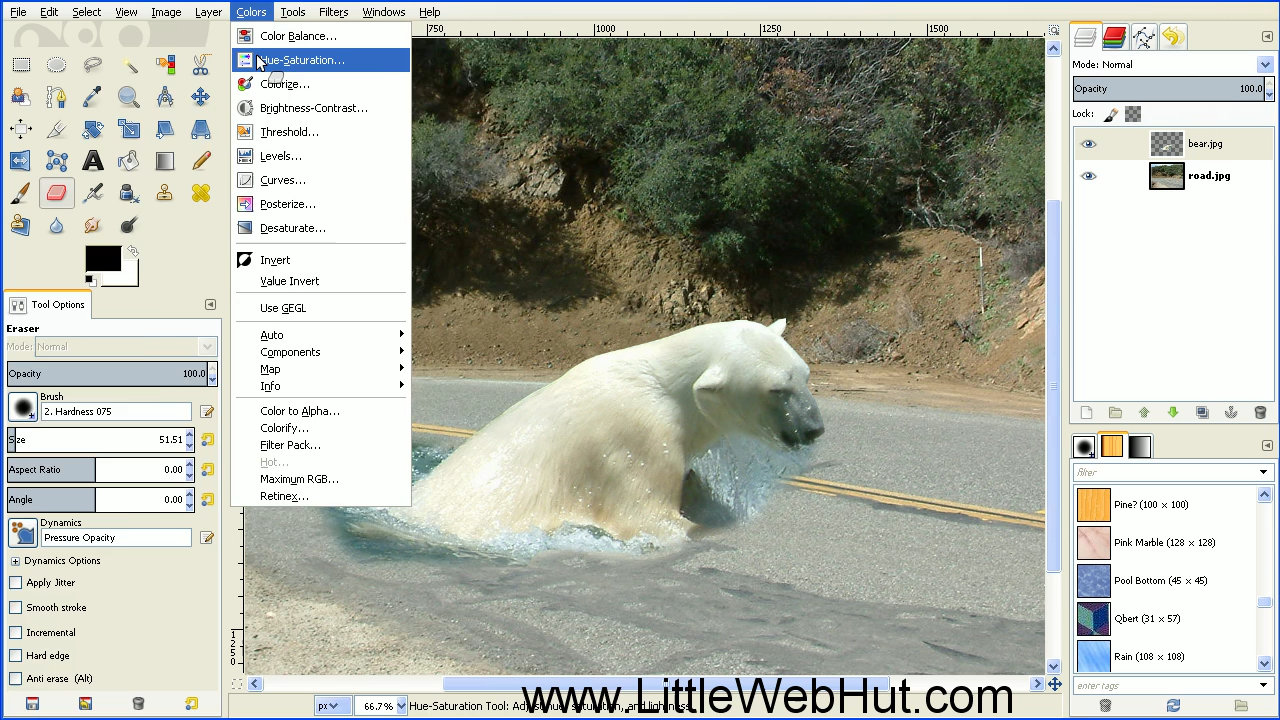 File Edit Select View Image Layer Colors Tools Filters Windows Help
Color Balance...
Hue-Saturation...
Colorize...
Brightness-Contrast...
Threshold...
Levels...
Curves...
Posterize...
Desaturate...
Invert
Value Invert
Use GEGL
Auto
Components
Map
Info
Color to Alpha...
Colorify...
Filter Pack...
Hot...
Maximum RGB...
Retinex...
750 1000 1250 1500
Tool Options
Eraser
Mode: Normal
Opacity 100.0
Brush
2. Hardness 075
Size 51.51
Aspect Ratio 0.00
Angle 0.00
Dynamics
Pressure Opacity
Dynamics Options
Apply Jitter
Smooth stroke
Incremental
Hard edge
Anti erase (Alt)
1
2
5
0
px 66.7% Hue-Saturation Tool:
www.LittleWebHut.com
Mode: Normal
Opacity 100.0
Lock:
bear.jpg
road.jpg
filter
Pine? (100 × 100)
Pink Marble (128 × 128)
Pool Bottom (45 × 45)
Qbert (31 × 57)
Rain (108 × 108)
enter tags